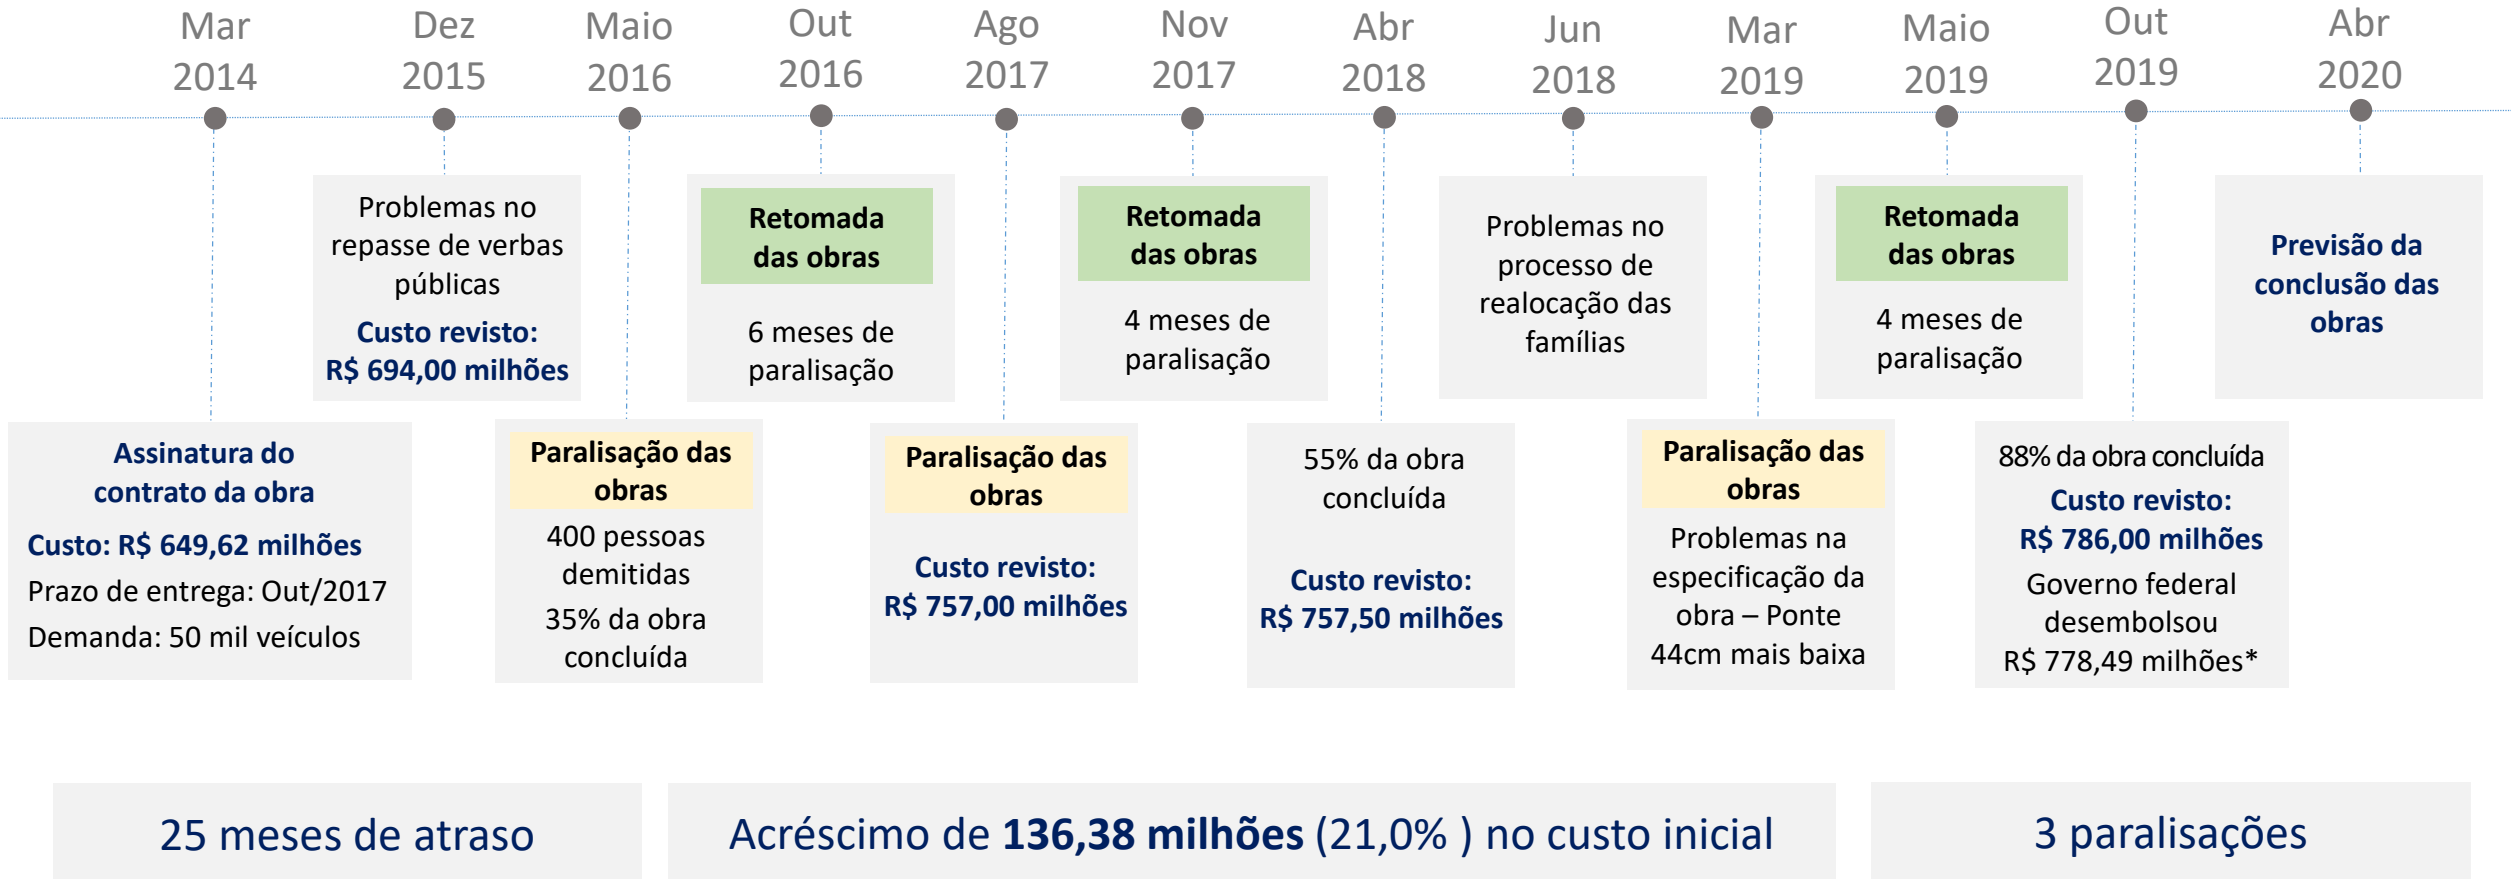 Mar
2014
Dez
2015
Maio
2016
Out
2016
Ago
2017
Nov
2017
Abr
2018
Jun
2018
Mar
2019
Maio
2019
Out
2019
Abr
2020
Assinatura do
contrato da obra
Custo: R$ 649,62 milhões
Prazo de entrega: Out/2017
Demanda: 50 mil veículos
Problemas no
repasse de verbas
públicas
Custo revisto:
R$ 694,00 milhões
Paralisação das
obras
400 pessoas
demitidas
35% da obra
concluída
Retomada
das obras
6 meses de
paralisação
Paralisação das
obras
Custo revisto:
R$ 757,00 milhões
Retomada
das obras
4 meses de
paralisação
55% da obra
concluída
Custo revisto:
R$ 757,50 milhões
Problemas no
processo de
realocação das
famílias
Paralisação das
obras
Problemas na
especificação da
obra – Ponte
44cm mais baixa
Retomada
das obras
4 meses de
paralisação
88% da obra concluída
Custo revisto:
R$ 786,00 milhões
Governo federal
desembolsou
R$ 778,49 milhões*
Previsão da
conclusão das
obras
25 meses de atraso
Acréscimo de 136,38 milhões (21,0% ) no custo inicial
3 paralisações